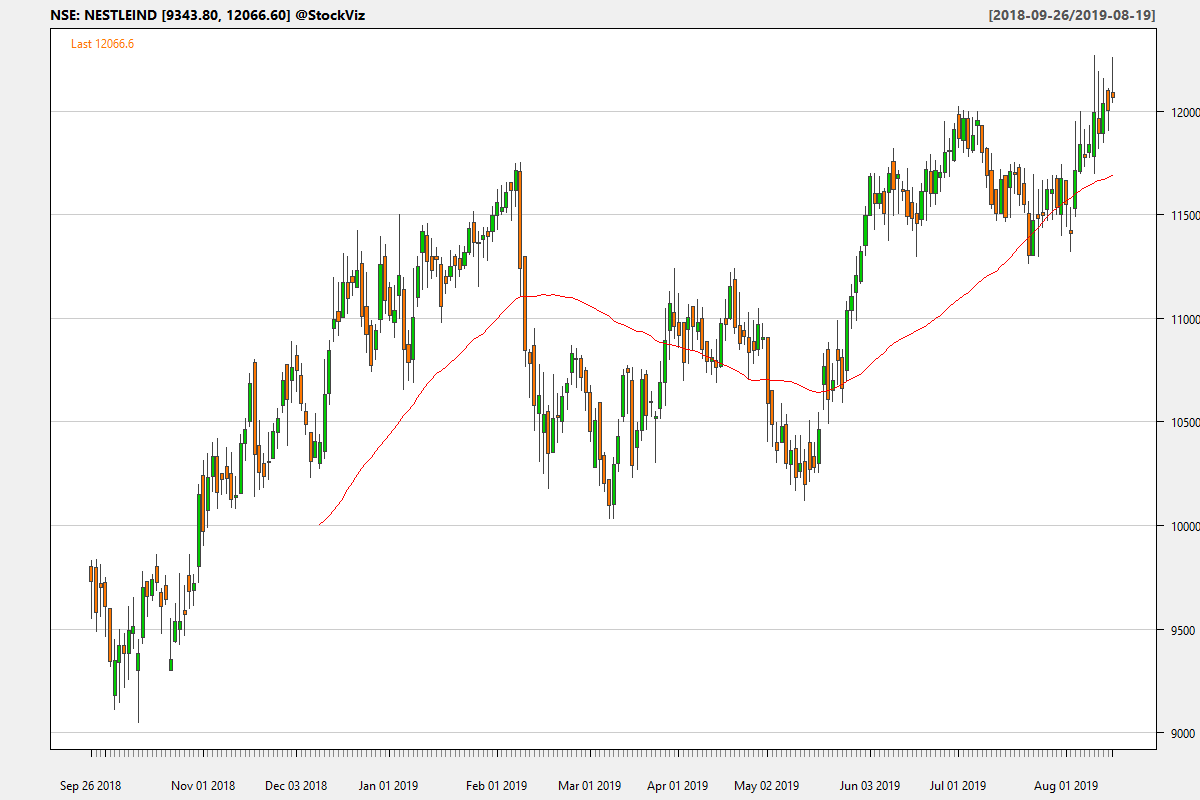 NSE: NESTLEIND [9343.80, 12066.60] @StockViz
[2018-09-26/2019-08-19]
Last 12066.6
12000
11500
11000
10500
10000
9500
9000
Sep 26 2018
Nov 01 2018
Dec 03 2018
Jan 01 2019
Feb 01 2019
Mar 01 2019
Apr 01 2019
May 02 2019
Jun 03 2019
Jul 01 2019
Aug 01 2019